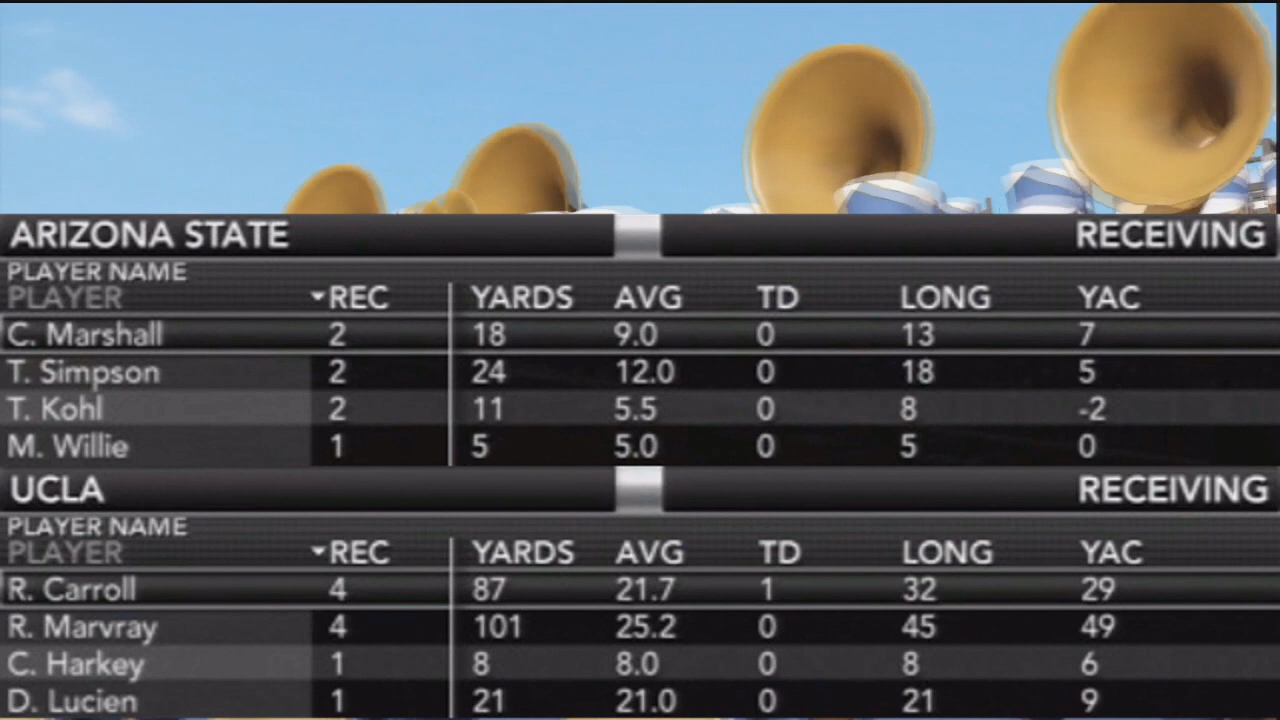 ARIZONA STATE RECEIVING
PLAYER NAME
PLAYER REC YARDS AVG TD LONG YAC
C. Marshall 2 18 9.0 0 13 7
T. Simpson 2 24 12.0 0 18 5
T. Kohl 2 11 5.5 0 8 -2
M. Willie 1 5 5.0 0 5 0
UCLA RECEIVING
PLAYER NAME
PLAYER REC YARDS AVG TD LONG YAC
R. Carroll 4 87 21.7 1 32 29
R. Marvray 4 101 25.2 0 45 49
C. Harkey 1 8 8.0 0 8 6
D. Lucien 1 21 21.0 0 21 9